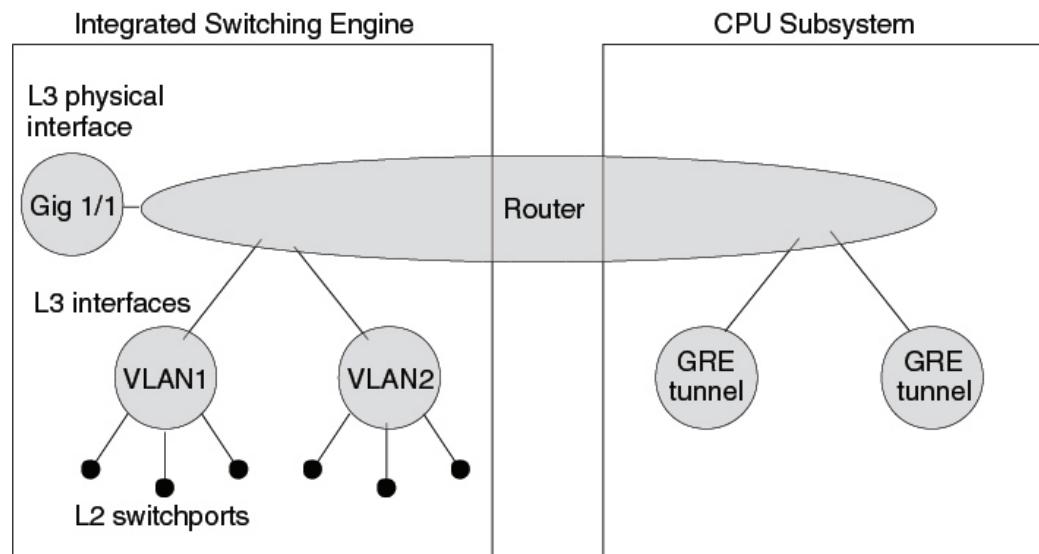 Integrated Switching Engine
CPU Subsystem
L3 physical
interface
Gig 1/1
Router
L3 interfaces
VLAN1
VLAN2
GRE
tunnel
GRE
tunnel
L2 switchports